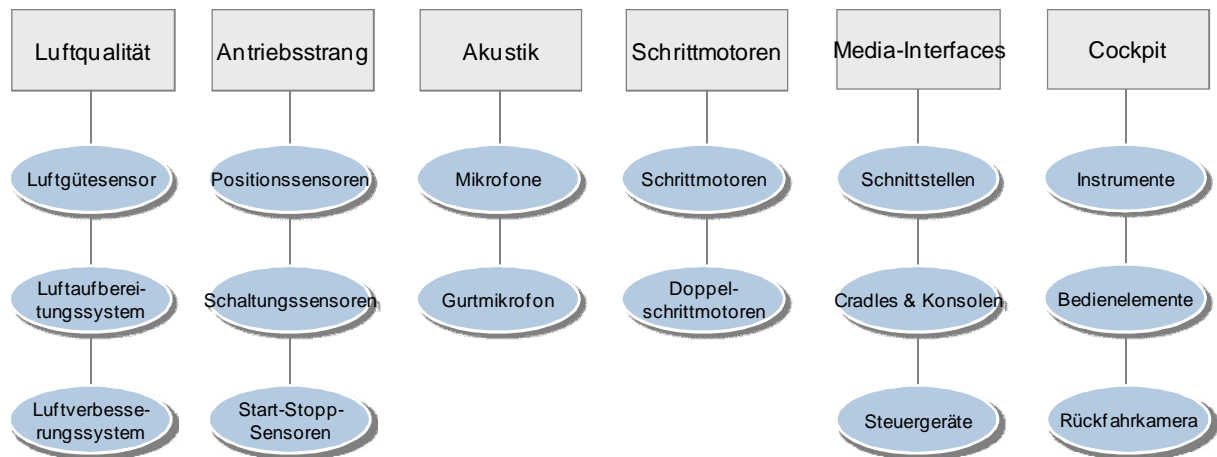 Luftqualität
Antriebsstrang
Akustik
Schrittmotoren
Media-Interfaces
Cockpit
Luftgütesensor
Positionssensoren
Mikrofone
Schrittmotoren
Schnittstellen
Instrumente
Luftaufberei-
tungssystem
Schaltungssensoren
Gurtmikrofon
Doppel-
schrittmotoren
Cradles & Konsolen
Bedienelemente
Luftverbesse-
rungssystem
Start-Stopp-
Sensoren
Steuergeräte
Rückfahrkamera